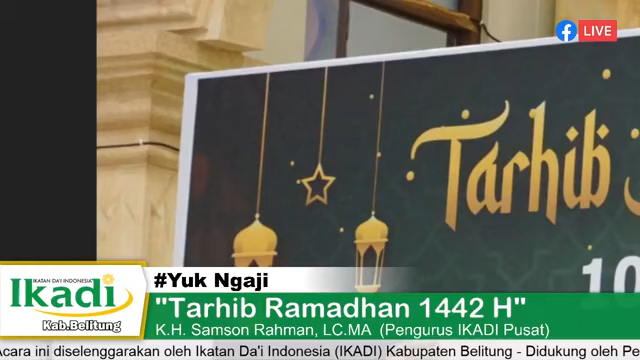 LIVE
Tarhib
10
#Yuk Ngaji
IKATAN DA'I INDONESIA
Ikadi
Kab.Belitung
"Tarhib Ramadhan 1442 H"
K.H. Samson Rahman, LC.MA (Pengurus IKADI Pusat)
Acara ini diselenggarakan oleh Ikatan Da'i Indonesia (IKADI) Kabupaten Belitung - Didukung oleh Po